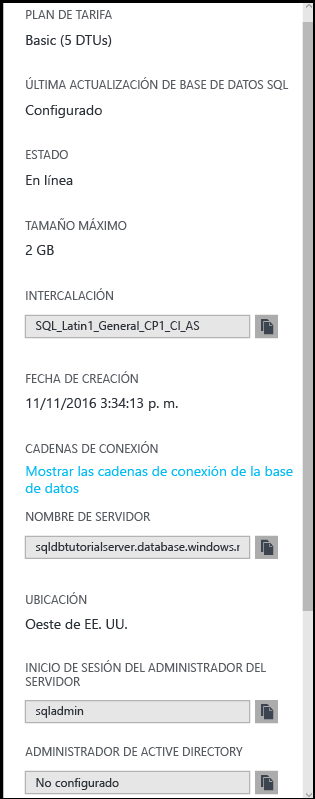 PLAN DE TARIFA
Basic (5 DTUs)
ÚLTIMA ACTUALIZACIÓN DE BASE DE DATOS SQL
Configurado
ESTADO
En línea
TAMAÑO MÁXIMO
2 GB
INTERCALACIÓN
SQL_Latin1_General_CP1_CI_AS
FECHA DE CREACIÓN
11/11/2016 3:34:13 p. m.
CADENAS DE CONEXIÓN
Mostrar las cadenas de conexión de la base
de datos
NOMBRE DE SERVIDOR
sqldbtutorialserver.database.windows.r
UBICACIÓN
Oeste de EE. UU.
INICIO DE SESIÓN DEL ADMINISTRADOR DEL
SERVIDOR
sqladmin
ADMINISTRADOR DE ACTIVE DIRECTORY
No configurado